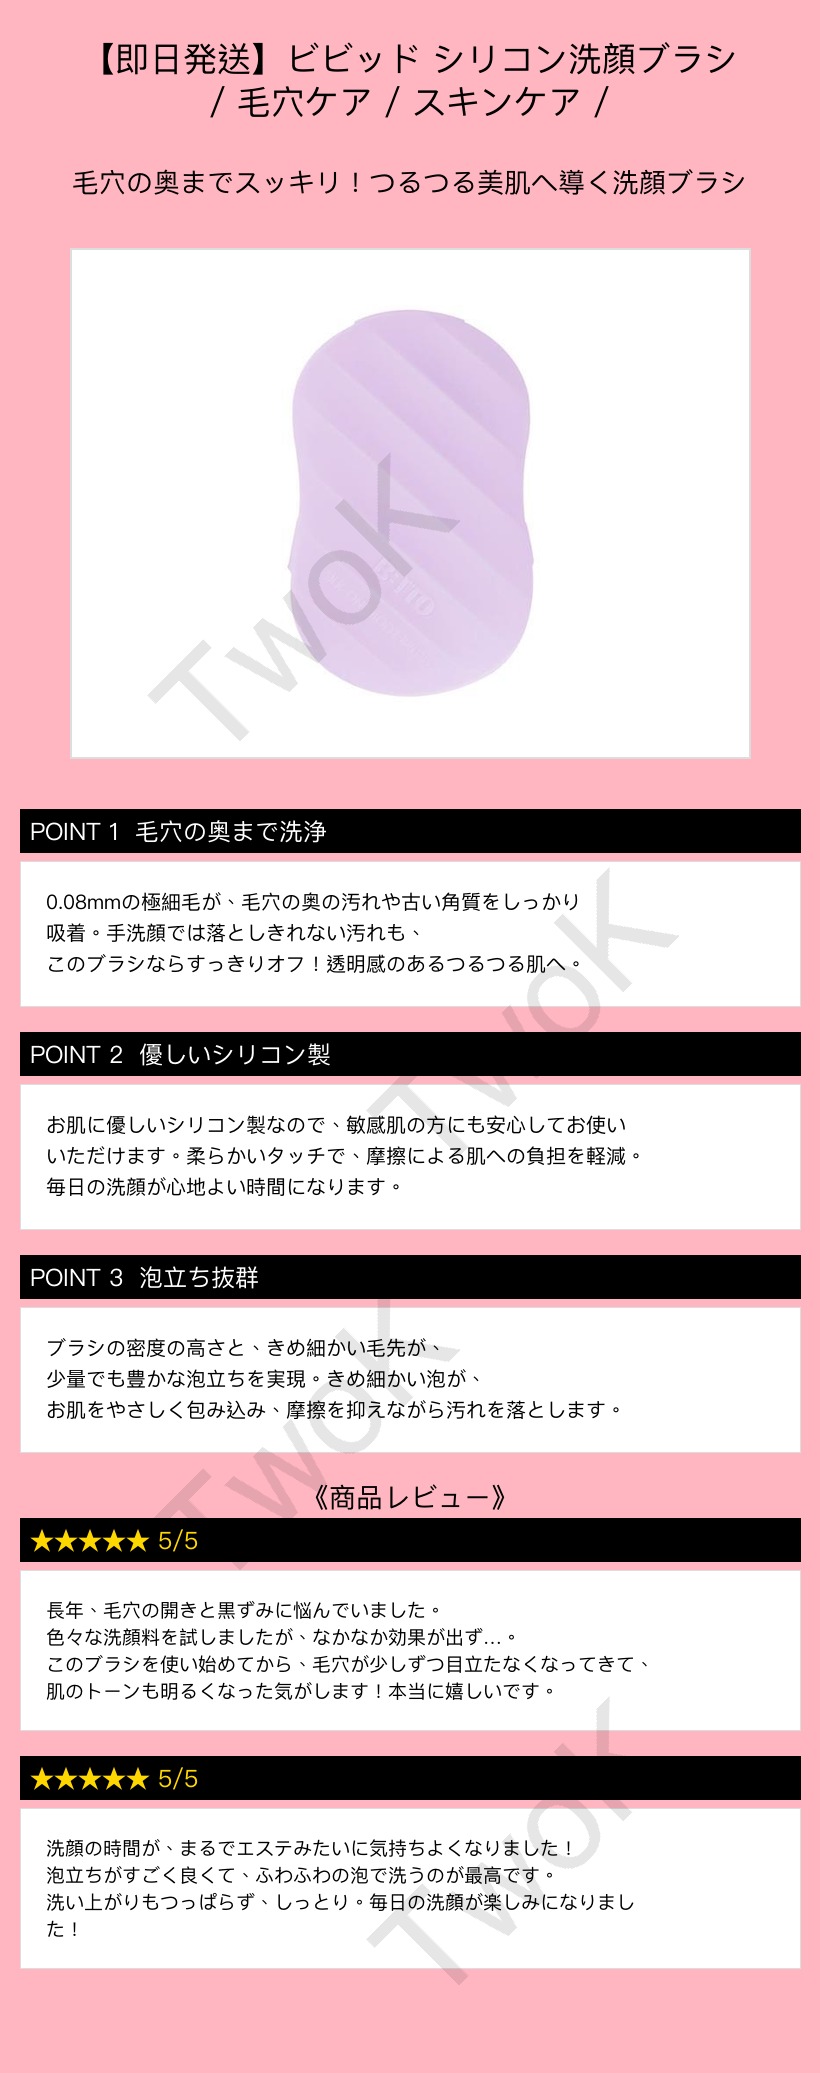 【即日発送】ビビッド シリコン洗顔ブラシ
/ 毛穴ケア / スキンケア /
毛穴の奥までスッキリ！つるつる美肌へ導く洗顔ブラシ
TwoK
POINT 1 毛穴の奥まで洗浄
0.08mmの極細毛が、毛穴の奥の汚れや古い角質をしっかり
吸着。手洗顔では落としきれない汚れも、
このブラシならすっきりオフ！透明感のあるつるつる肌へ。
TwoK
POINT 2 優しいシリコン製
お肌に優しいシリコン製なので、敏感肌の方にも安心してお使い
いただけます。柔らかいタッチで、摩擦による肌への負担を軽減。
毎日の洗顔が心地よい時間になります。
POINT 3 泡立ち抜群
ブラシの密度の高さと、きめ細かい毛先が、
少量でも豊かな泡立ちを実現。きめ細かい泡が、
お肌をやさしく包み込み、摩擦を抑えながら汚れを落とします。
TwoK
《商品レビュー》
★★★★★ 5/5
長年、毛穴の開きと黒ずみに悩んでいました。
色々な洗顔料を試しましたが、なかなか効果が出ず…。
このブラシを使い始めてから、毛穴が少しずつ目立たなくなってきて、
肌のトーンも明るくなった気がします！本当に嬉しいです。
★★★★★ 5/5
洗顔の時間が、まるでエステみたいに気持ちよくなりました！
泡立ちがすごく良くて、ふわふわの泡で洗うのが最高です。
洗い上がりもつっぱらず、しっとり。毎日の洗顔が楽しみになりまし
た！
TwoK